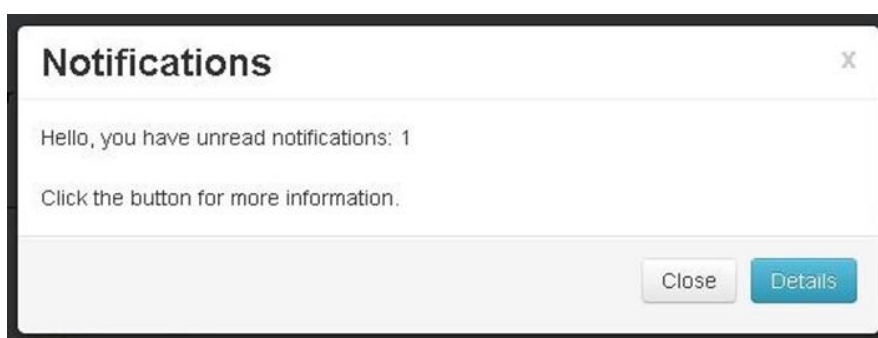 Notifications
x
Hello, you have unread notifications: 1
Click the button for more information.
Close
Details